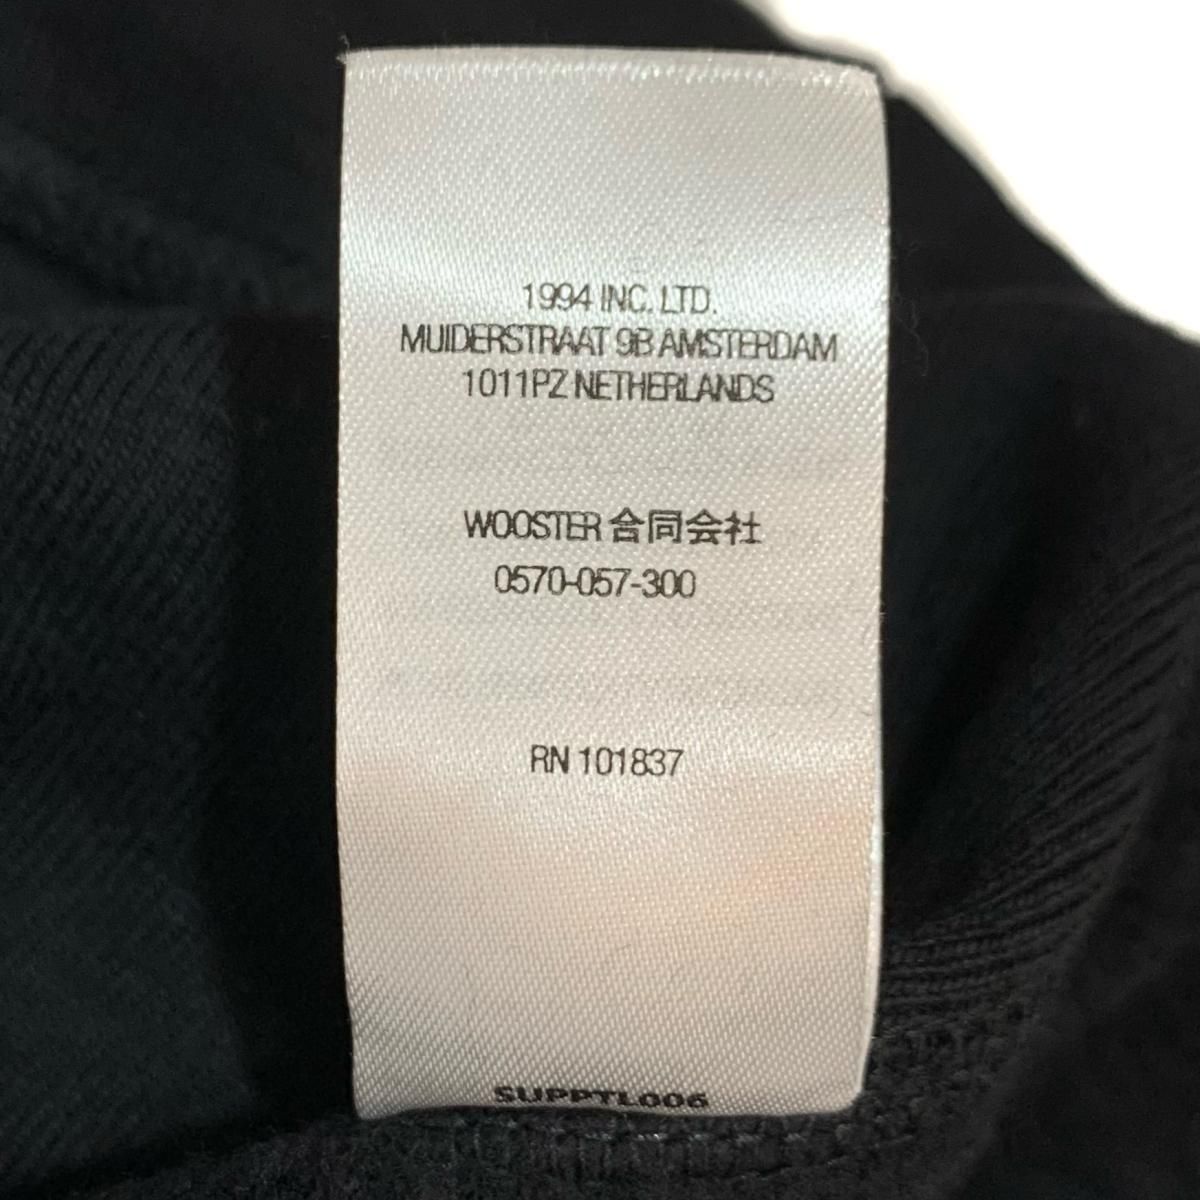 1994 INC. LTD.
MUIDERSTRAAT 9B AMSTERDAM
1011PZ NETHERLANDS
WOOSTER 合同会社
0570-057-300
RN 101837
SUPPTL006